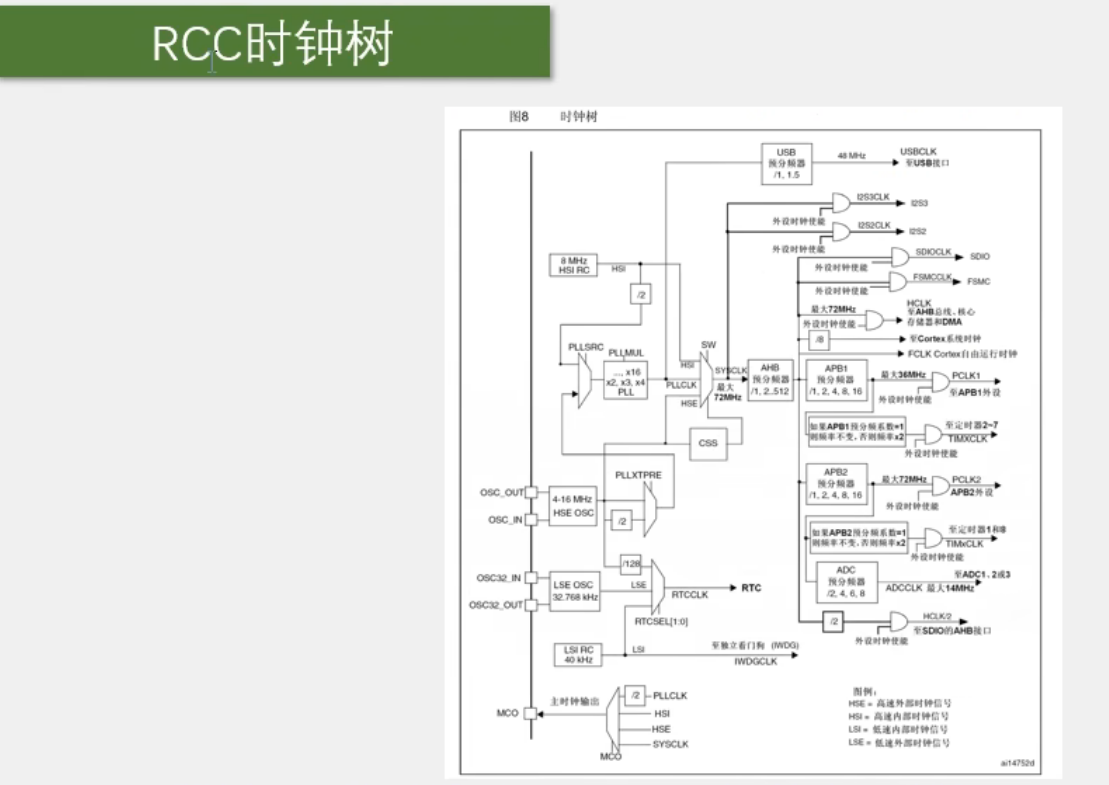 RCC时钟树
图8 时钟树
USB
预分频器
/1, 1.5
48 MHz
USBCLK
至USB接口
I2S3CLK
I2S3
外设时钟使能
I2S2CLK
I2S2
外设时钟使能
SDIOCLK
SDIO
外设时钟使能
FSMCCLK
FSMC
外设时钟使能
8 MHz
HSI RC
HSI
/2
HCLK
最大72MHz
至AHB总线、核心
存储器和DMA
外设时钟使能
/8
至Cortex系统时钟
FCLK Cortex自由运行时钟
PLLSRC
PLLMUL
..., x16
x2, x3, x4
PLL
SW
HSI
PLLCLK
HSE
SYSCLK
最大
72MHz
AHB
预分频器
/1, 2..512
APB1
预分频器
/1, 2, 4, 8, 16
最大36MHz
PCLK1
至APB1外设
外设时钟使能
CSS
如果APB1预分频系数=1
则频率不变，否则频率x2
至定时器2-7
TIMXCLK
外设时钟使能
PLLXTPRE
OSC_OUT
OSC_IN
4-16 MHz
HSE OSC
/2
APB2
预分频器
/1, 2, 4, 8, 16
最大72MHz
PCLK2
APB2外设
外设时钟使能
如果APB2预分频系数=1
则频率不变，否则频率x2
至定时器1和8
TIMxCLK
外设时钟使能
/128
OSC32_IN
OSC32_OUT
LSE OSC
32.768 kHz
LSE
RTCCLK
RTC
RTCSEL[1:0]
ADC
预分频器
/2, 4, 6, 8
至ADC1、2或3
ADCCLK 最大14MHz
/2
HCLK/2
至SDIO的AHB接口
外设时钟使能
LSI RC
40 kHz
LSI
至独立看门狗 (IWDG)
IWDGCLK
MCO
主时钟输出
/2
PLLCLK
HSI
HSE
SYSCLK
MCO
图例：
HSE = 高速外部时钟信号
HSI = 高速内部时钟信号
LSI = 低速内部时钟信号
LSE = 低速外部时钟信号
ai14752d